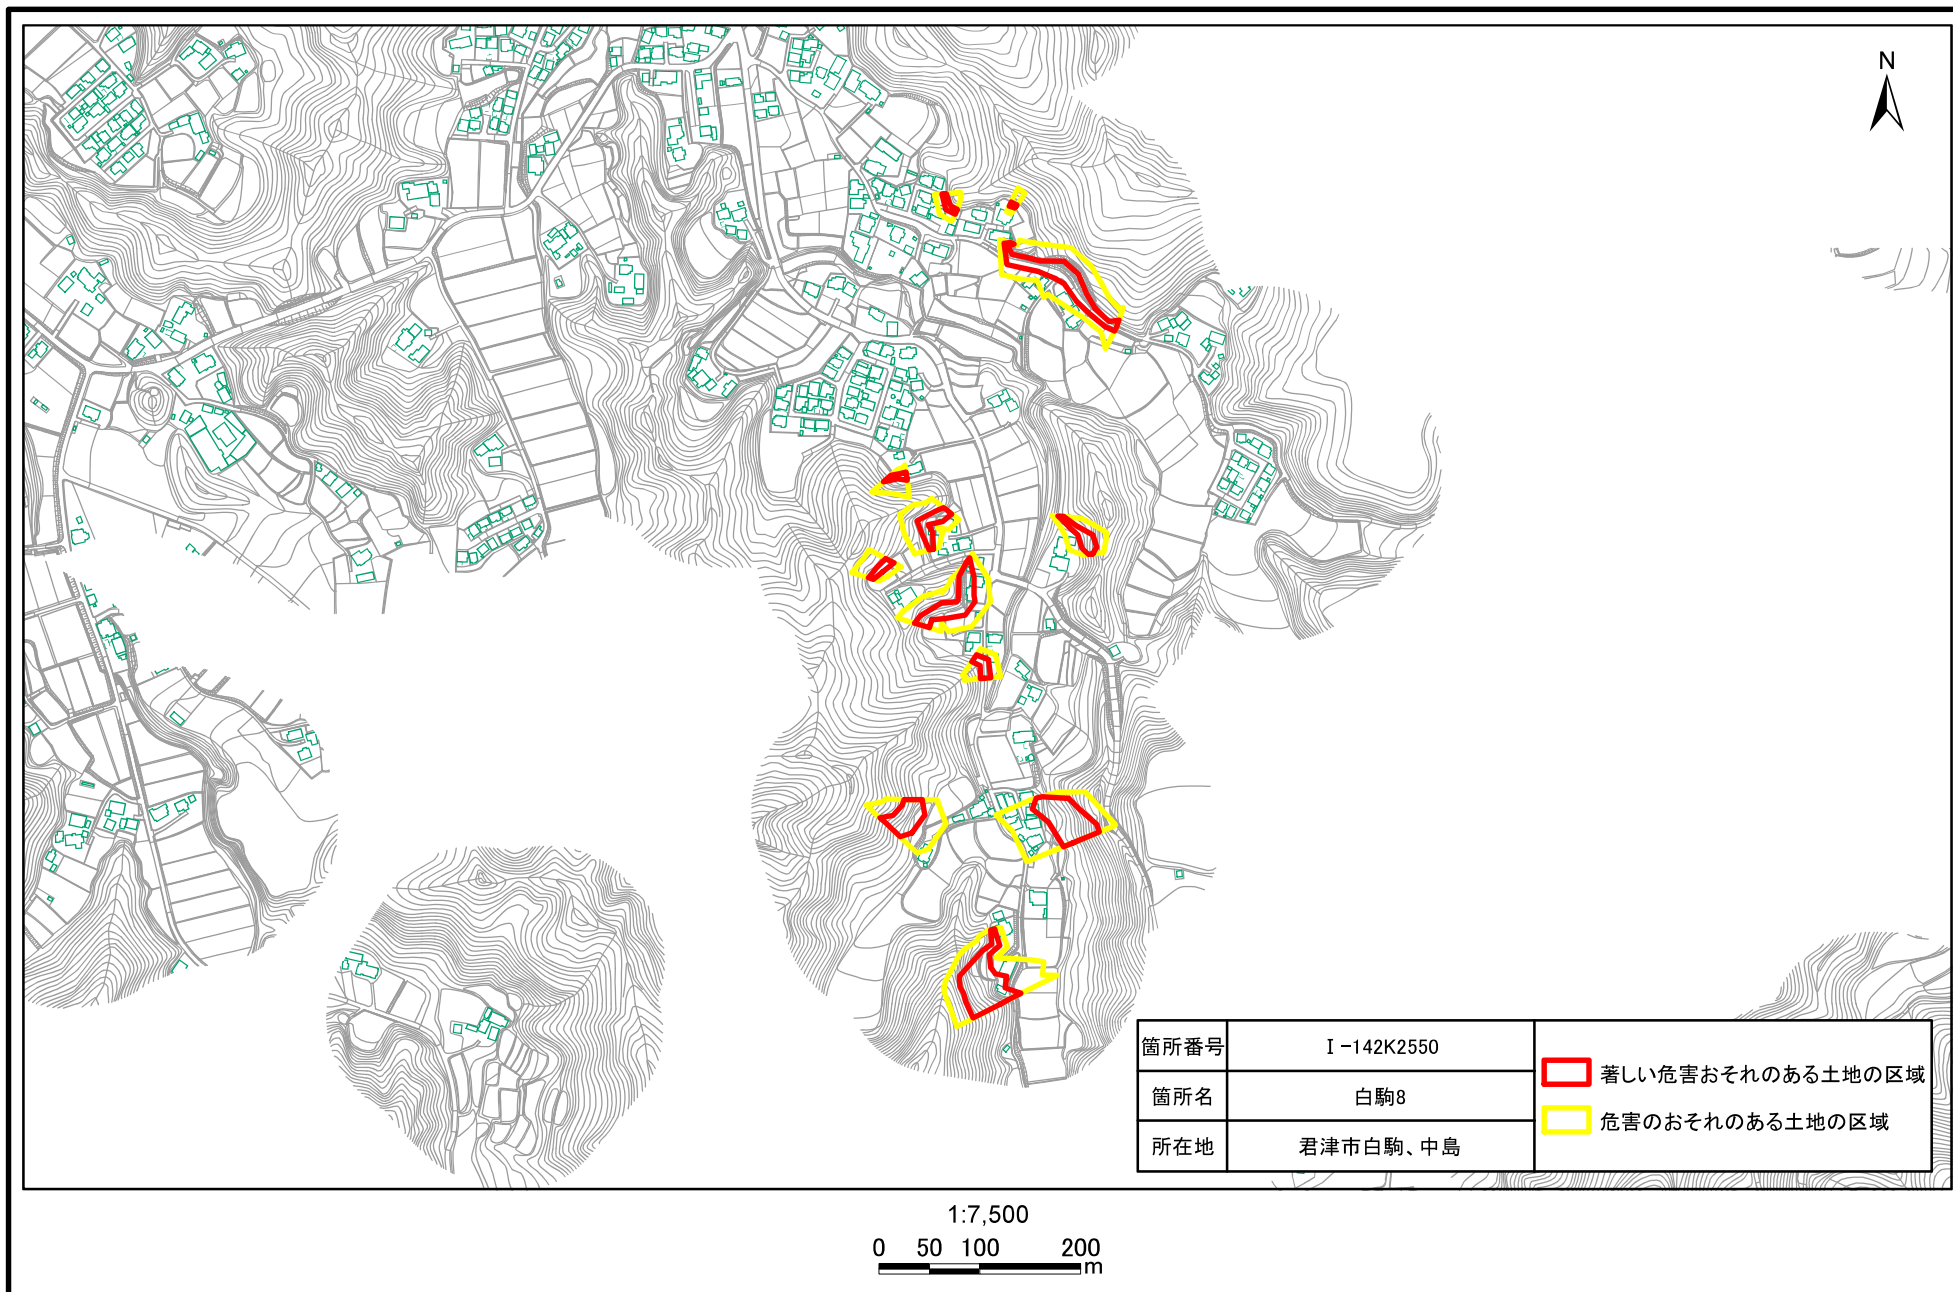 N
箇所番号 Ⅰ-142K2550
箇所名 白駒8
所在地 君津市白駒、中島
著しい危害おそれのある土地の区域
危害のおそれのある土地の区域
1:7,500
0 50 100 200
m